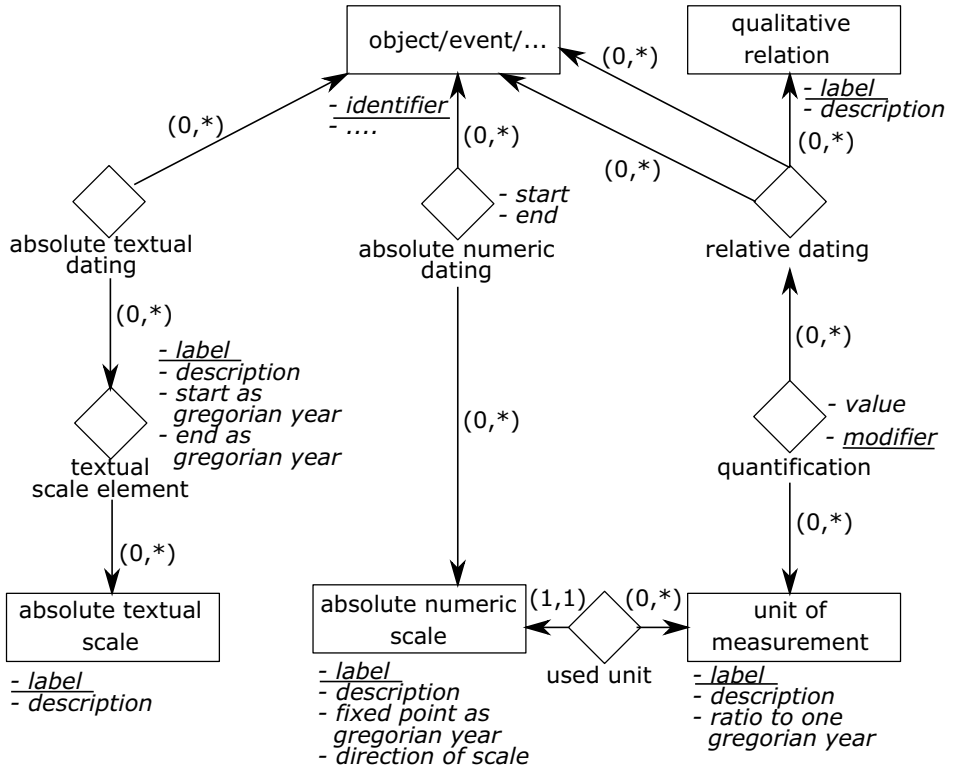 object/event/...
qualitative
relation
- identifier
- ....
- label
- description
(0,*)
(0,*)
(0,*)
(0,*)
(0,*)
- start
- end
absolute textual
dating
absolute numeric
dating
relative dating
(0,*)
(0,*)
- label
- description
- start as
gregorian year
- end as
gregorian year
(0,*)
- value
- modifier
textual
scale element
quantification
(0,*)
(0,*)
absolute textual
scale
absolute numeric
scale
(1,1)
(0,*)
unit of
measurement
used unit
- label
- description
- label
- description
- fixed point as
gregorian year
- direction of scale
- label
- description
- ratio to one
gregorian year